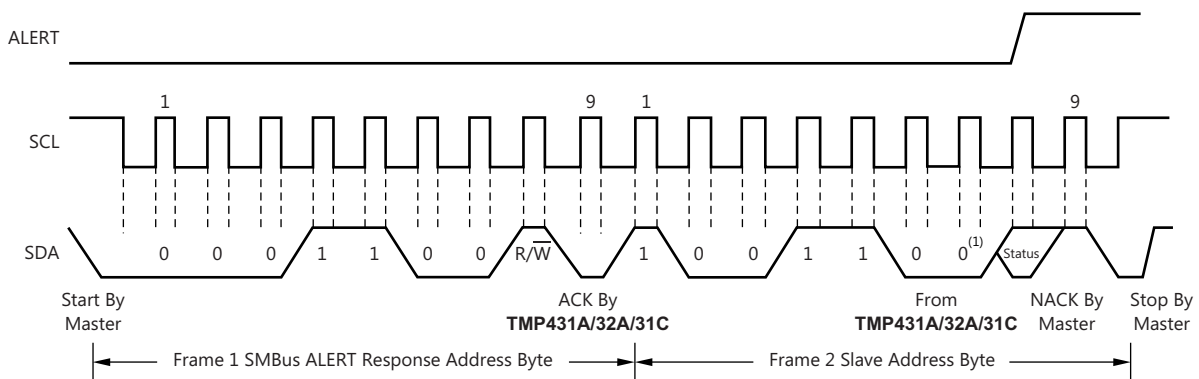 ALERT
1 9 1 9
SCL
SDA 0 0 0 1 1 0 0 R/W̅ 1 0 0 1 1 0 0(1) Status
Start By
Master
ACK By
TMP431A/32A/31C
From
TMP431A/32A/31C
NACK By
Master
Stop By
Master
Frame 1 SMBus ALERT Response Address Byte
Frame 2 Slave Address Byte